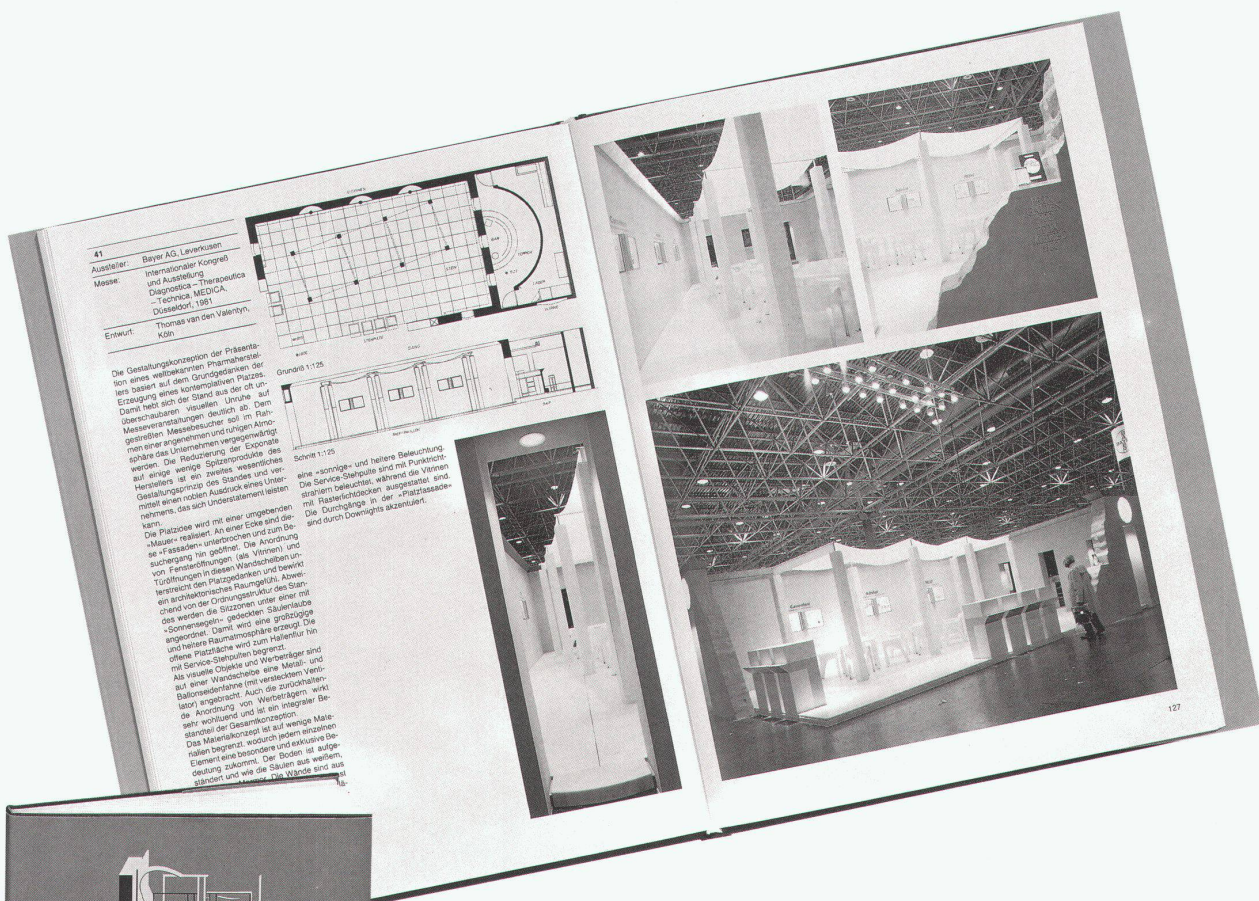 41
Aussteller: Bayer AG, Leverkusen
Messe: Internationaler Kongreß
und Ausstellung
Diagnostica – Therapeutica
– Technica, MEDICA,
Düsseldorf, 1981
Entwurf: Thomas van den Valentyn,
Köln
Die Gestaltungskonzeption der Präsenta-
tion eines weltbekannten Pharmaherstel-
lers basiert auf dem Grundgedanken der
Erzeugung eines kontemplativen Platzes.
Damit hebt sich der Stand aus der oft un-
überschaubaren visuellen Unruhe auf
Messeveranstaltungen deutlich ab. Dem
gestreßten Messebesucher soll im Rah-
men einer angenehmen und ruhigen Atmo-
sphäre das Unternehmen vergegenwärtigt
werden. Die Reduzierung der Exponate
auf einige wenige Spitzenprodukte des
Herstellers ist ein zweites wesentliches
Gestaltungsprinzip des Standes und ver-
mittelt einen noblen Ausdruck eines Unter-
nehmens, das sich Understatement leisten
kann.
Die Platzidee wird mit einer umgebenden
»Mauer« realisiert. An einer Ecke sind die-
se »Fassaden« unterbrochen und zum Be-
suchergang hin geöffnet. Die Anordnung
von Fensteröffnungen (als Vitrinen) und
Türöffnungen in diesen Wandscheiben un-
terstreicht den Platzgedanken und bewirkt
ein architektonisches Raumgefühl. Abwei-
chend von der Ordnungsstruktur des Stan-
des werden die Sitzzonen unter einer mit
»Sonnensegeln« gedeckten Säulenlaube
angeordnet. Damit wird eine großzügige
und heitere Raumatmosphäre erzeugt. Die
offene Platzfläche wird zum Hallenflur hin
mit Service-Stehpulten begrenzt.
Als visuelle Objekte und Werbeträger sind
auf einer Wandscheibe eine Metall- und
Ballonseidenfahne (mit verstecktem Venti-
lator) angebracht. Auch die zurückhalten-
de Anordnung von Werbeträgern wirkt
sehr wohltuend und ist ein integraler Be-
standteil der Gesamtkonzeption.
Das Materialkonzept ist auf wenige Mate-
rialien begrenzt, wodurch jedem einzelnen
Element eine besondere und exklusive Be-
deutung zukommt. Der Boden ist aufge-
ständert und wie die Säulen aus weißem,
Marmor. Die Wände sind aus
Grundriß 1:125
Schnitt 1:125
eine »sonnige« und heitere Beleuchtung.
Die Service-Stehpulte sind mit Punktricht-
strahlern beleuchtet, während die Vitrinen
mit Rasterlichtdecken ausgestattet sind.
Die Durchgänge in der »Platzfassade«
sind durch Downlights akzentuiert.
127